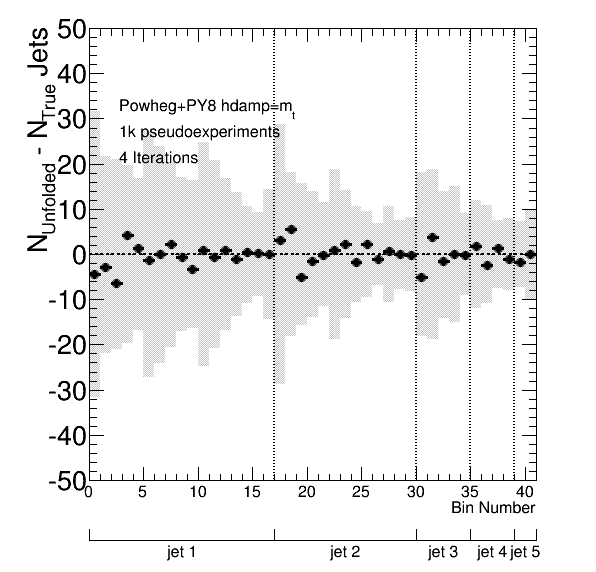 N_Unfolded - N_True Jets
50
40
30
20
10
0
-10
-20
-30
-40
-50
Powheg+PY8 hdamp=m_t
1k pseudoexperiments
4 Iterations
0 5 10 15 20 25 30 35 40
Bin Number
jet 1 jet 2 jet 3 jet 4 jet 5